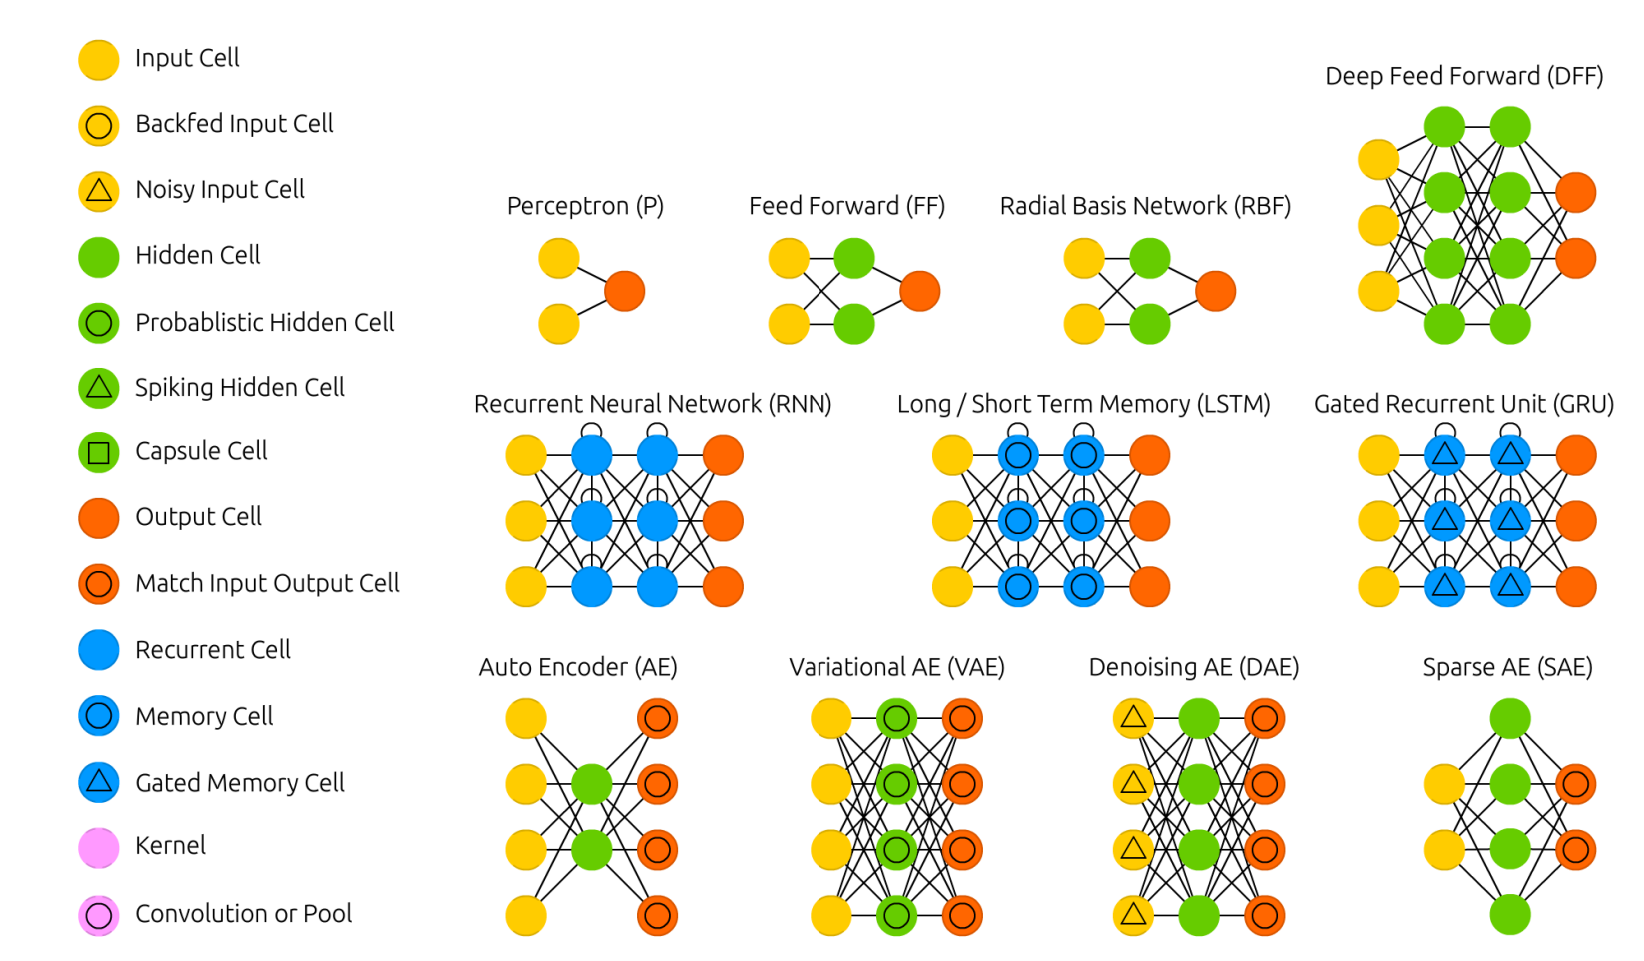 Input Cell
Backfed Input Cell
Noisy Input Cell
Hidden Cell
Probablistic Hidden Cell
Spiking Hidden Cell
Capsule Cell
Output Cell
Match Input Output Cell
Recurrent Cell
Memory Cell
Gated Memory Cell
Kernel
Convolution or Pool
Deep Feed Forward (DFF)
Perceptron (P)
Feed Forward (FF)
Radial Basis Network (RBF)
Recurrent Neural Network (RNN)
Long / Short Term Memory (LSTM)
Gated Recurrent Unit (GRU)
Auto Encoder (AE)
Variational AE (VAE)
Denoising AE (DAE)
Sparse AE (SAE)